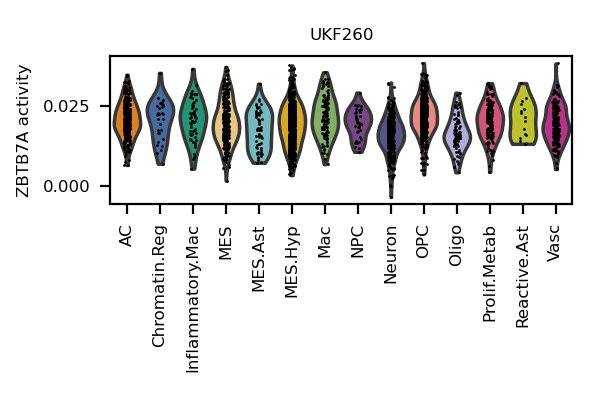 UKF260
ZBTB7A activity
0.025
0.000
AC
Chromatin.Reg
Inflammatory.Mac
MES
MES.Ast
MES.Hyp
Mac
NPC
Neuron
OPC
Oligo
Prolif.Metab
Reactive.Ast
Vasc